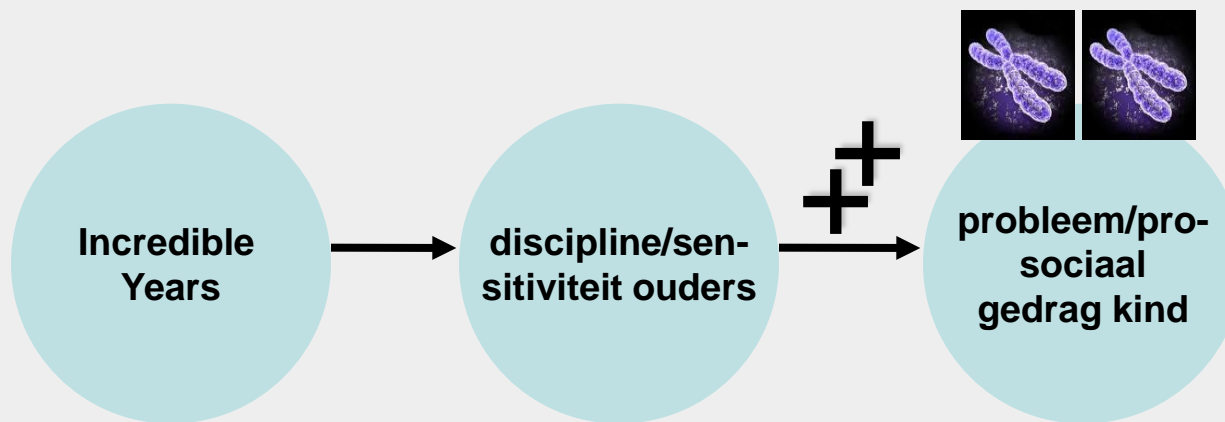 Incredible
Years
discipline/sen-
sitiviteit ouders
++
probleem/pro-
sociaal
gedrag kind